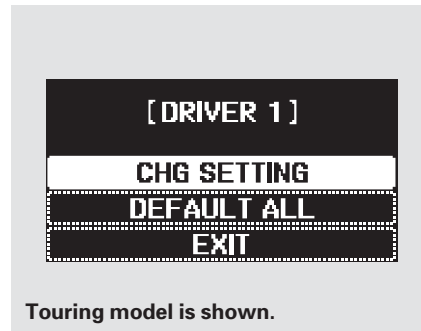 [DRIVER 1]
CHG SETTING
DEFAULT ALL
EXIT
Touring model is shown.